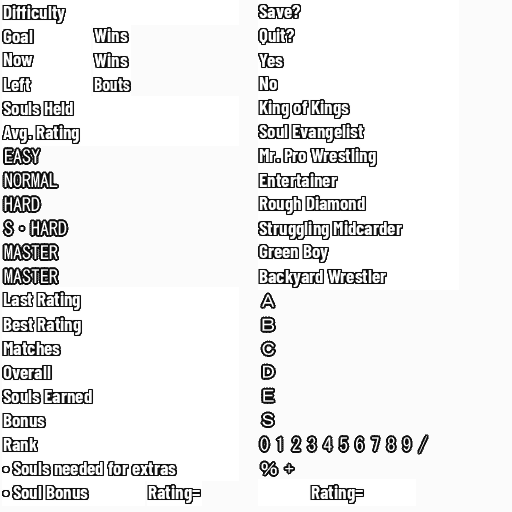 Difficulty
Goal Wins
Now Wins
Left Bouts
Souls Held
Avg. Rating
EASY
NORMAL
HARD
S • HARD
MASTER
MASTER
Last Rating
Best Rating
Matches
Overall
Souls Earned
Bonus
Rank
• Souls needed for extras
• Soul Bonus Rating=
Save?
Quit?
Yes
No
King of Kings
Soul Evangelist
Mr. Pro Wrestling
Entertainer
Rough Diamond
Struggling Midcarder
Green Boy
Backyard Wrestler
A
B
C
D
E
S
0 1 2 3 4 5 6 7 8 9 /
% +
Rating=